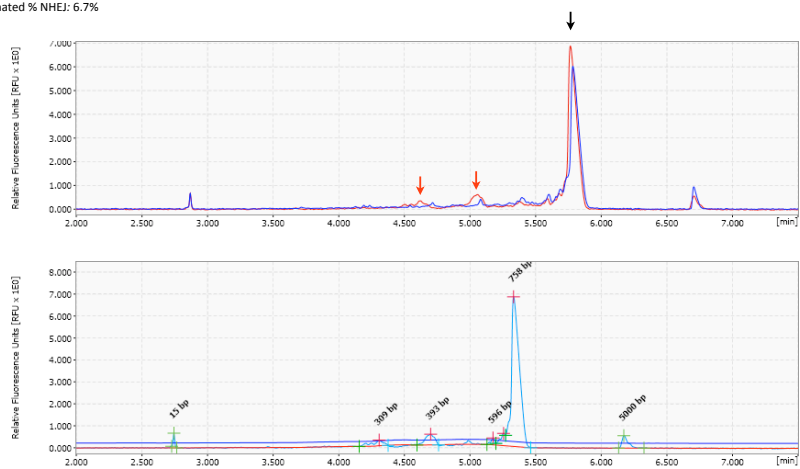 nated % NHEJ: 6.7%
Relative Fluorescence Units [RFU x 1E0]
7.000
6.000
5.000
4.000
3.000
2.000
1.000
0.000
2.000 2.500 3.000 3.500 4.000 4.500 5.000 5.500 6.000 6.500 7.000 [min]
Relative Fluorescence Units [RFU x 1E0]
8.000
7.000
6.000
5.000
4.000
3.000
2.000
1.000
0.000
15 bp
309 bp
393 bp
596 bp
758 bp
5000 bp
2.000 2.500 3.000 3.500 4.000 4.500 5.000 5.500 6.000 6.500 7.000 [min]